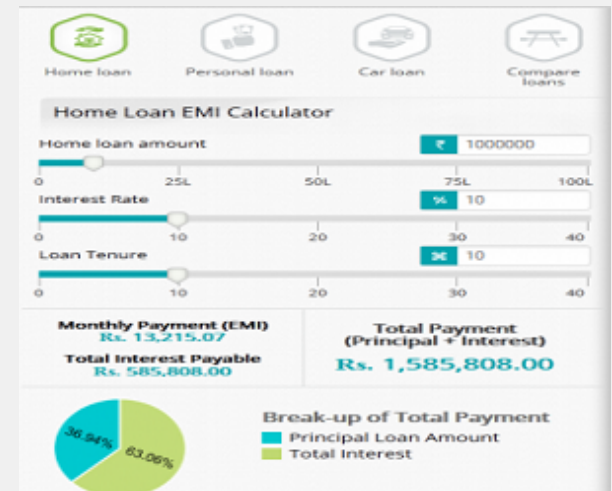 Home loan
Personal loan
Car loan
Compare loans
Home Loan EMI Calculator
Home loan amount
₹ 1000000
0 25L 50L 75L 100L
Interest Rate
% 10
0 10 20 30 40
Loan Tenure
10
0 10 20 30 40
Monthly Payment (EMI)
Rs. 13,215.07
Total Interest Payable
Rs. 585,808.00
Total Payment
(Principal + Interest)
Rs. 1,585,808.00
36.94%
63.06%
Break-up of Total Payment
Principal Loan Amount
Total Interest